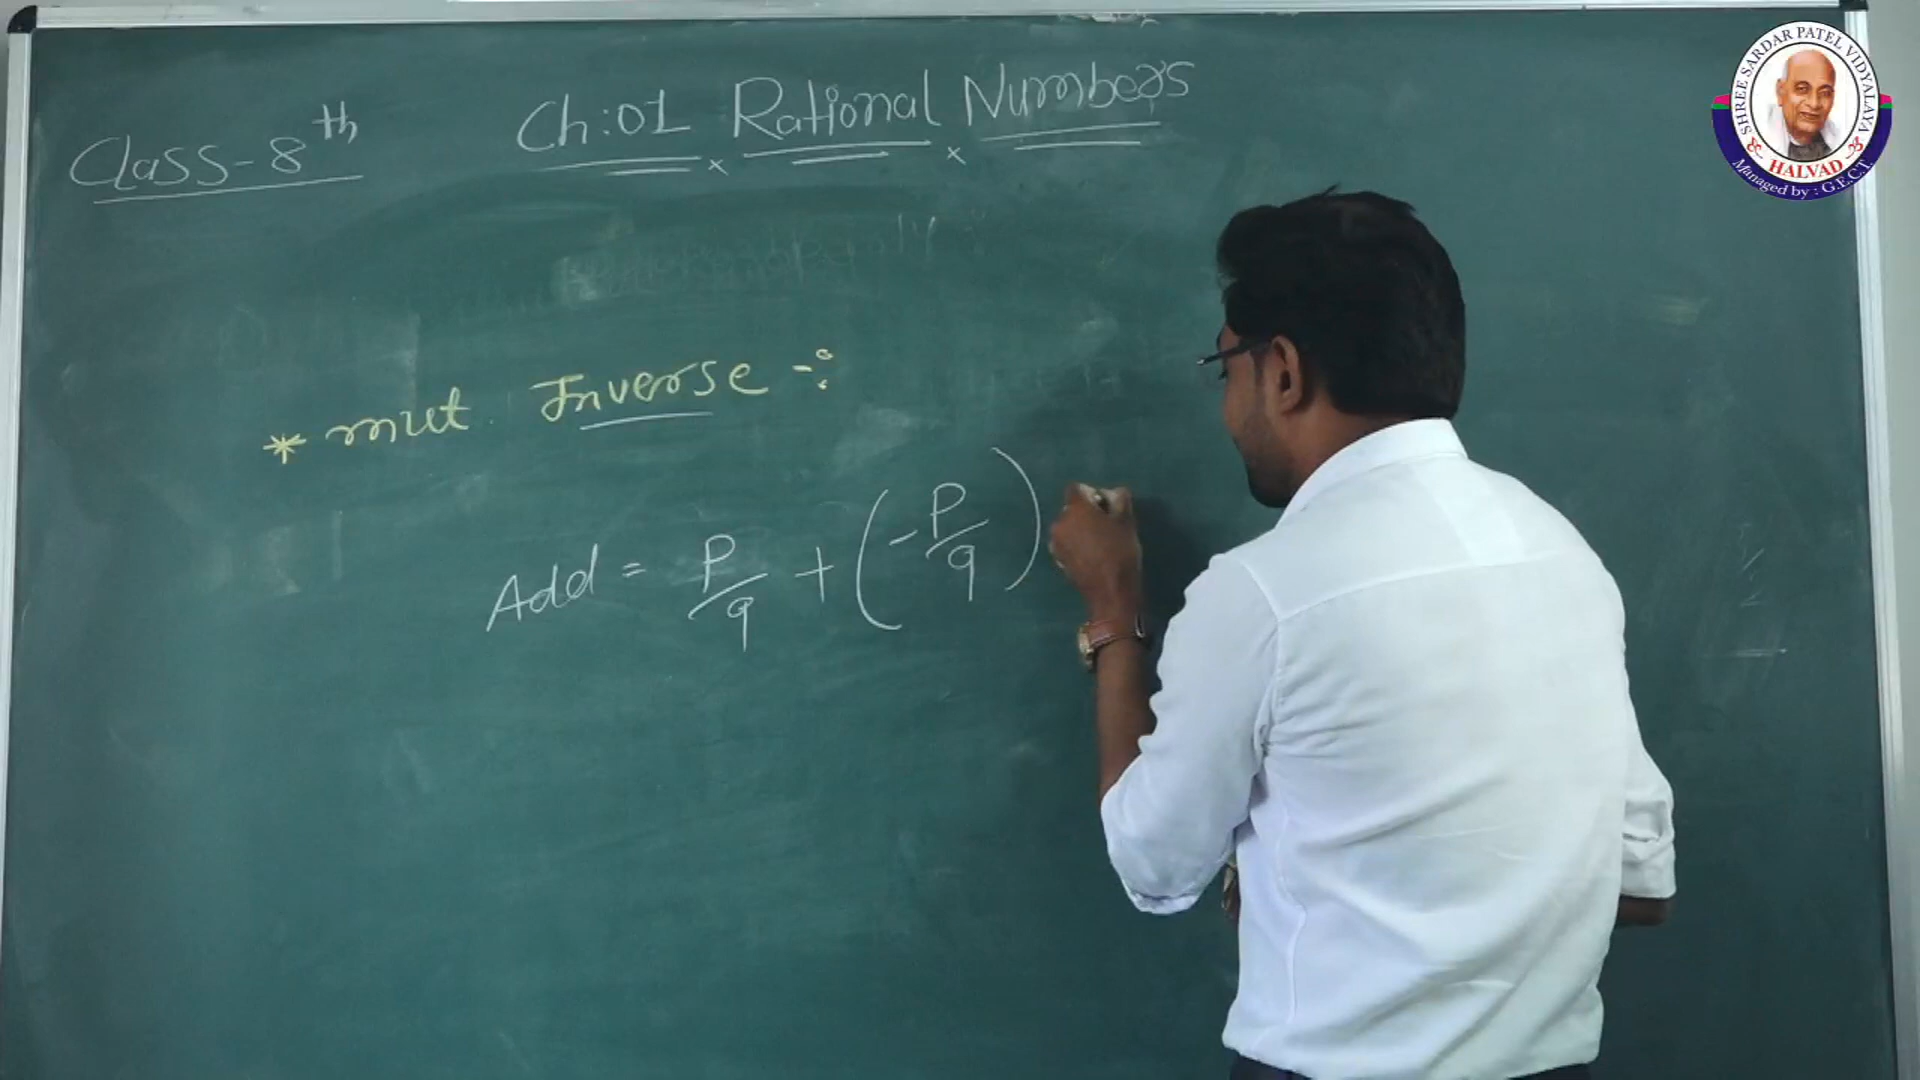 Class-8th
Ch:01 Rational Numbers
* mut. Inverse -:
Add = P/q + (-P/q)
SHREE SARDAR PATEL VIDYALAYA
HALVAD
Managed by : G.E.C.T.